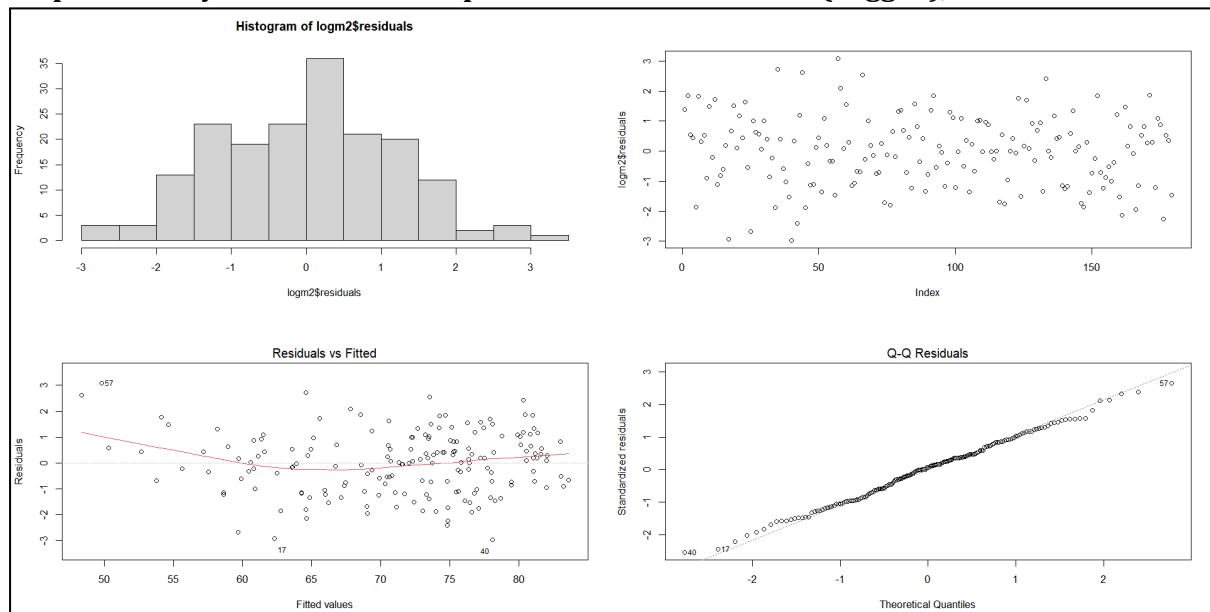 Histogram of logm2$residuals
Frequency
0 5 10 15 20 25 30 35
-3 -2 -1 0 1 2 3
logm2$residuals
logm2$residuals
-3 -2 -1 0 1 2 3
0 50 100 150
Index
Residuals vs Fitted
Residuals
-3 -2 -1 0 1 2 3
57
17
40
50 55 60 65 70 75 80
Fitted values
Q-Q Residuals
Standardized residuals
-2 -1 0 1 2 3
57
17
40
-2 -1 0 1 2
Theoretical Quantiles